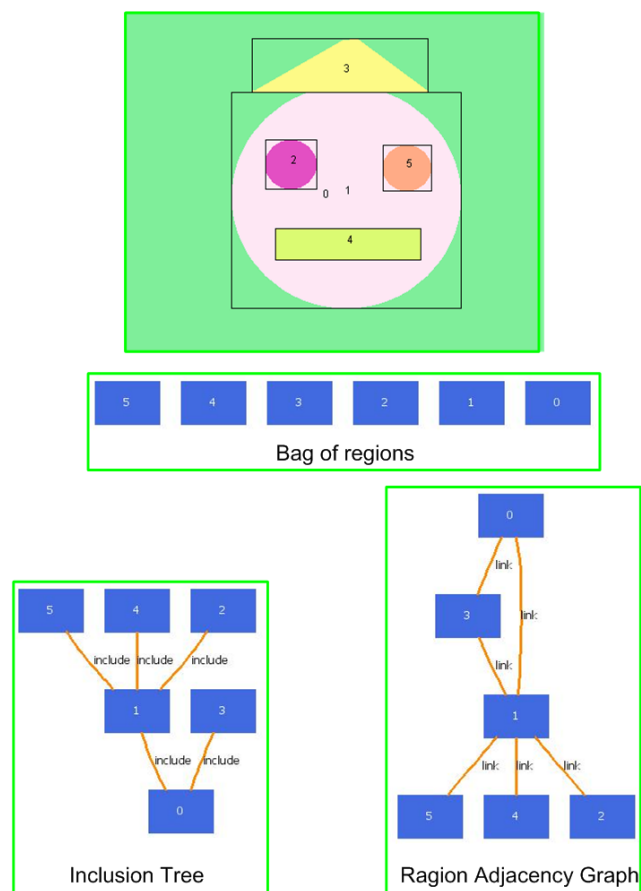 3
2
5
0 1
4
5 4 3 2 1 0
Bag of regions
0
link
3
link
link
1
link link link
5 4 2
Ragion Adjacency Graph
5 4 2
include include include
1 3
include include
0
Inclusion Tree